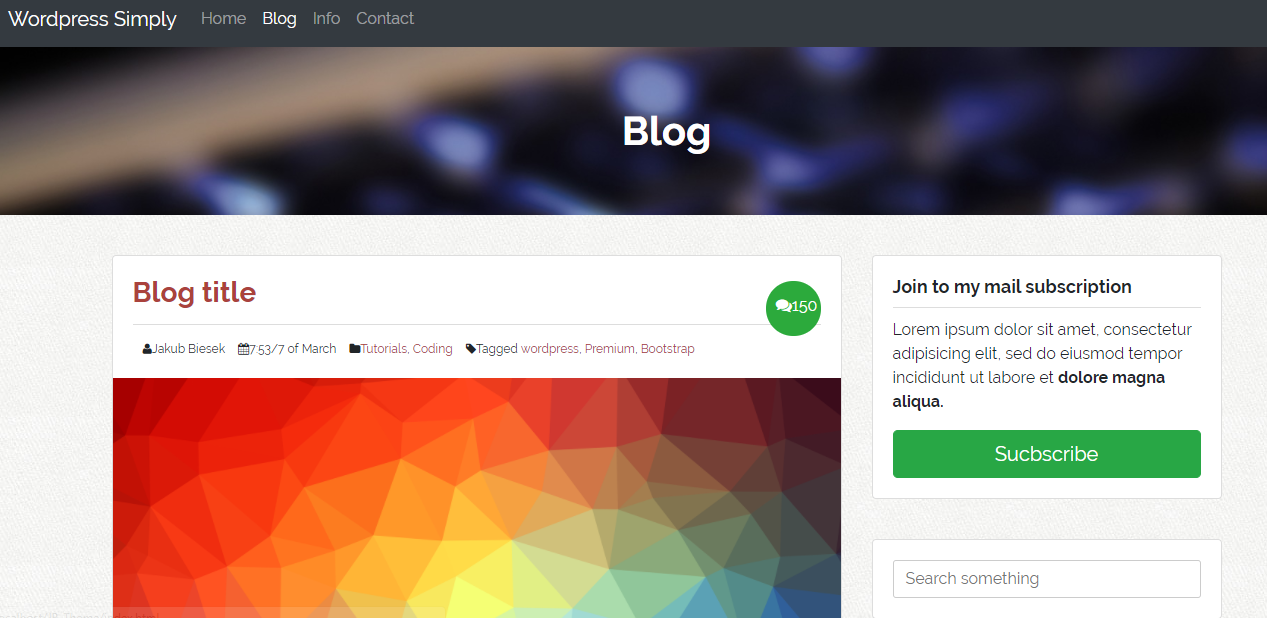 Wordpress Simply Home Blog Info Contact
Blog
Blog title
150
Jakub Biesek 7.53/7 of March Tutorials, Coding Tagged wordpress, Premium, Bootstrap
Join to my mail subscription
Lorem ipsum dolor sit amet, consectetur
adipisicing elit, sed do eiusmod tempor
incididunt ut labore et dolore magna
aliqua.
Sucbscribe
Search something